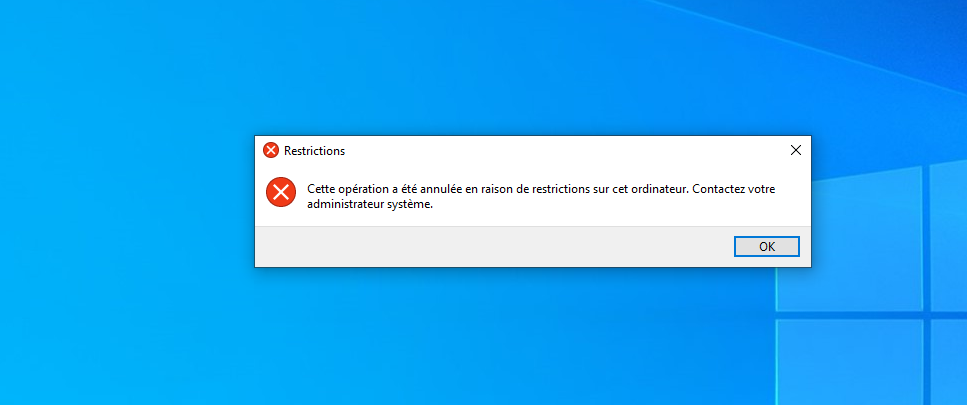 Restrictions
Cette opération a été annulée en raison de restrictions sur cet ordinateur. Contactez votre
administrateur système.
OK